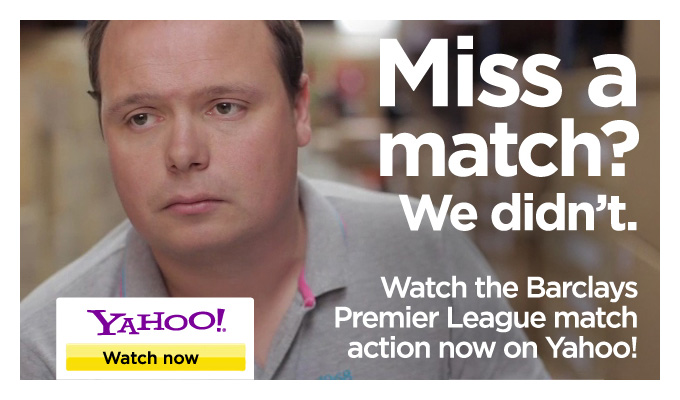 Miss a
match?
We didn't.
Watch the Barclays
Premier League match
action now on Yahoo!
YAHOO!
Watch now